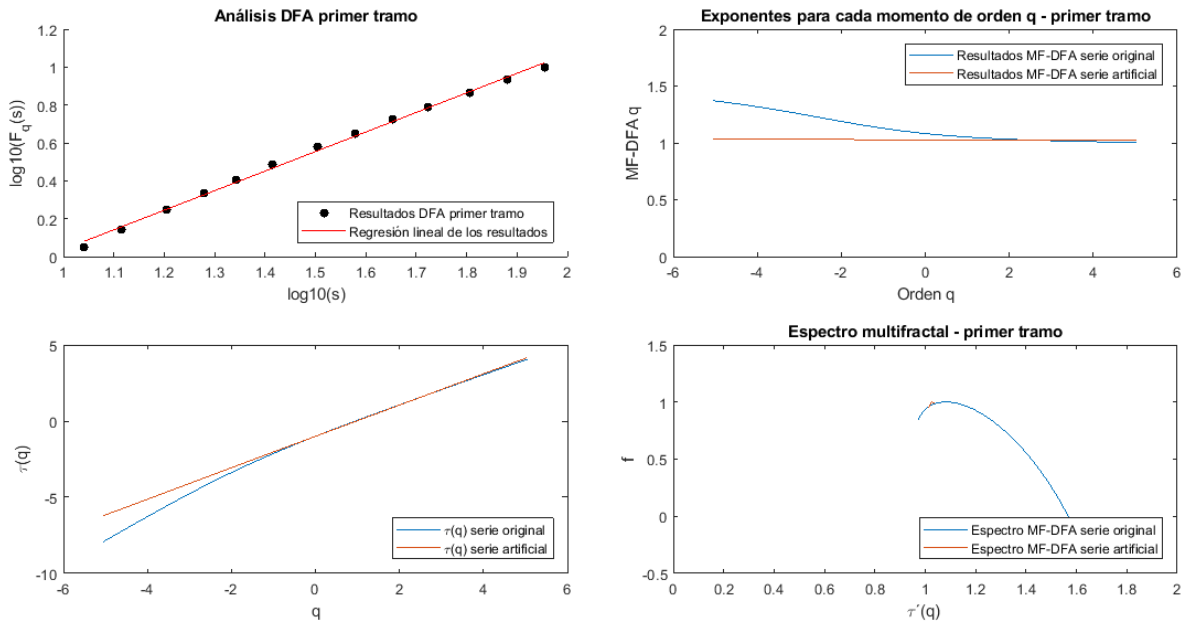 Análisis DFA primer tramo
1.2
1
0.8
0.6
0.4
0.2
0
log10(F_q(s))
Resultados DFA primer tramo
Regresión lineal de los resultados
1 1.1 1.2 1.3 1.4 1.5 1.6 1.7 1.8 1.9 2
log10(s)
Exponentes para cada momento de orden q - primer tramo
2
1.5
1
0.5
0
MF-DFA q
Resultados MF-DFA serie original
Resultados MF-DFA serie artificial
-6 -4 -2 0 2 4 6
Orden q
5
0
-5
-10
τ(q)
τ(q) serie original
τ(q) serie artificial
-6 -4 -2 0 2 4 6
q
Espectro multifractal - primer tramo
1.5
1
0.5
0
-0.5
f
Espectro MF-DFA serie original
Espectro MF-DFA serie artificial
0 0.2 0.4 0.6 0.8 1 1.2 1.4 1.6 1.8 2
τ´(q)